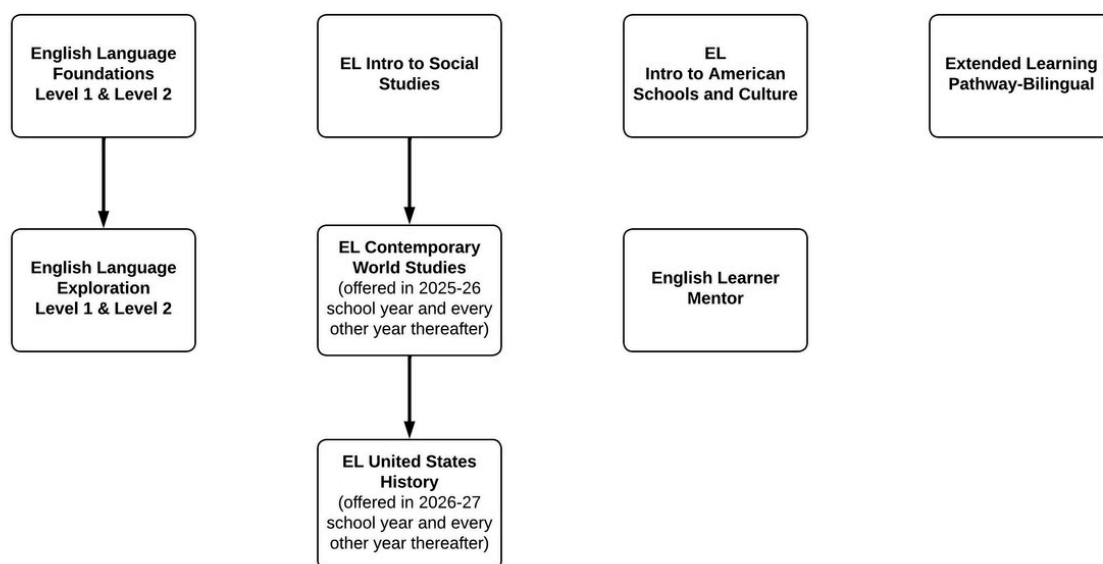 English Language
Foundations
Level 1 & Level 2
EL Intro to Social
Studies
EL
Intro to American
Schools and Culture
Extended Learning
Pathway-Bilingual
English Language
Exploration
Level 1 & Level 2
EL Contemporary
World Studies
(offered in 2025-26
school year and every
other year thereafter)
English Learner
Mentor
EL United States
History
(offered in 2026-27
school year and every
other year thereafter)